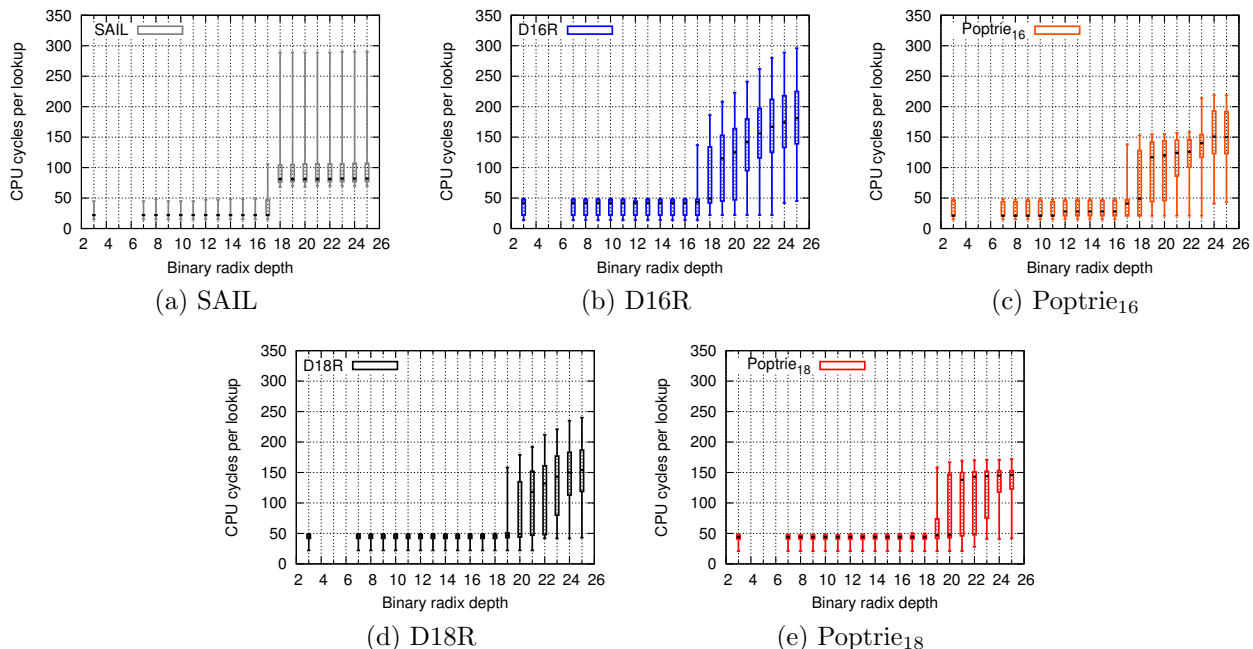 350
300
250
200
150
100
50
0
CPU cycles per lookup
SAIL
2 4 6 8 10 12 14 16 18 20 22 24 26
Binary radix depth
(a) SAIL
350
300
250
200
150
100
50
0
CPU cycles per lookup
D16R
2 4 6 8 10 12 14 16 18 20 22 24 26
Binary radix depth
(b) D16R
350
300
250
200
150
100
50
0
CPU cycles per lookup
Poptrie16
2 4 6 8 10 12 14 16 18 20 22 24 26
Binary radix depth
(c) Poptrie16
350
300
250
200
150
100
50
0
CPU cycles per lookup
D18R
2 4 6 8 10 12 14 16 18 20 22 24 26
Binary radix depth
(d) D18R
350
300
250
200
150
100
50
0
CPU cycles per lookup
Poptrie18
2 4 6 8 10 12 14 16 18 20 22 24 26
Binary radix depth
(e) Poptrie18